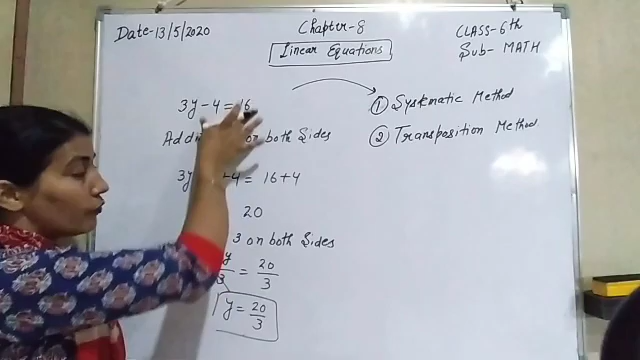 Date-13/5/2020
Chapter-8
CLASS-6th
Linear Equations
Sub- MATH
3y-4=16
① Systematic Method
② Transposition Method
on both Sides
3y -4 = 16+4
20
3 on both Sides
y/3 = 20/3
y = 20/3